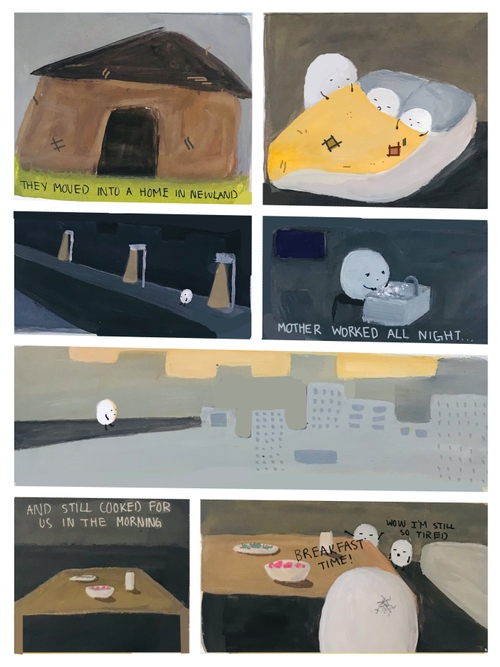 THEY MOVED INTO A HOME IN NEWLAND
MOTHER WORKED ALL NIGHT...
AND STILL COOKED FOR
US IN THE MORNING
BREAKFAST
TIME!
WOW I'M STILL
SO TIRED